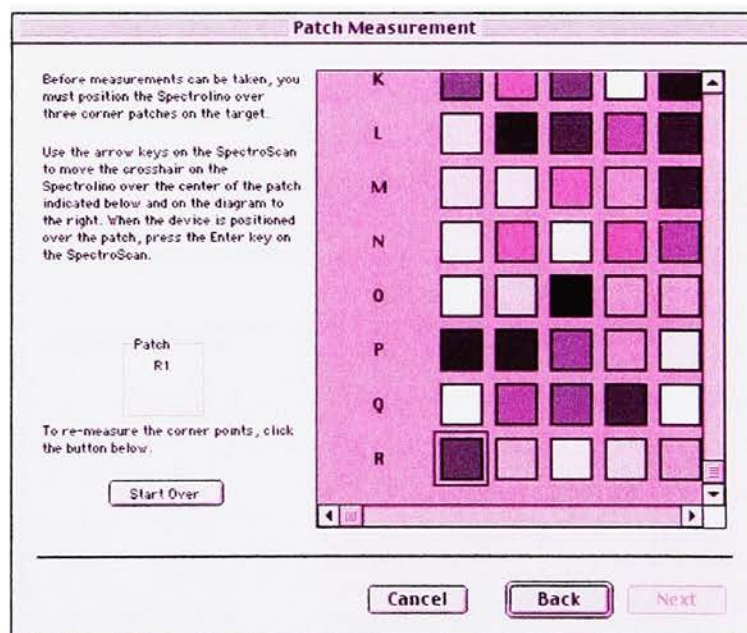 Patch Measurement
Before measurements can be taken, you
must position the Spectrolino over
three corner patches on the target.
Use the arrow keys on the SpectroScan
to move the crosshair on the
Spectrolino over the center of the patch
indicated below and on the diagram to
the right. When the device is positioned
over the patch, press the Enter key on
the SpectroScan.
Patch
R1
To re-measure the corner points, click
the button below.
Start Over
K
L
M
N
O
P
Q
R
Cancel
Back
Next